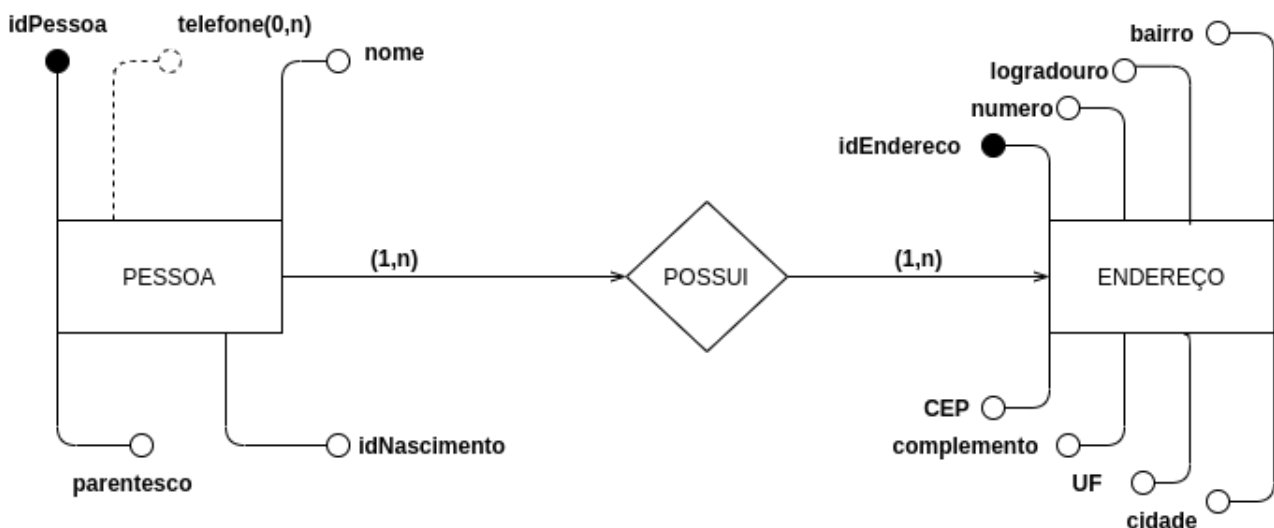 idPessoa
telefone(0,n)
nome
bairro
logradouro
numero
idEndereco
PESSOA
(1,n)
POSSUI
(1,n)
ENDEREÇO
CEP
complemento
idNascimento
parentesco
UF
cidade